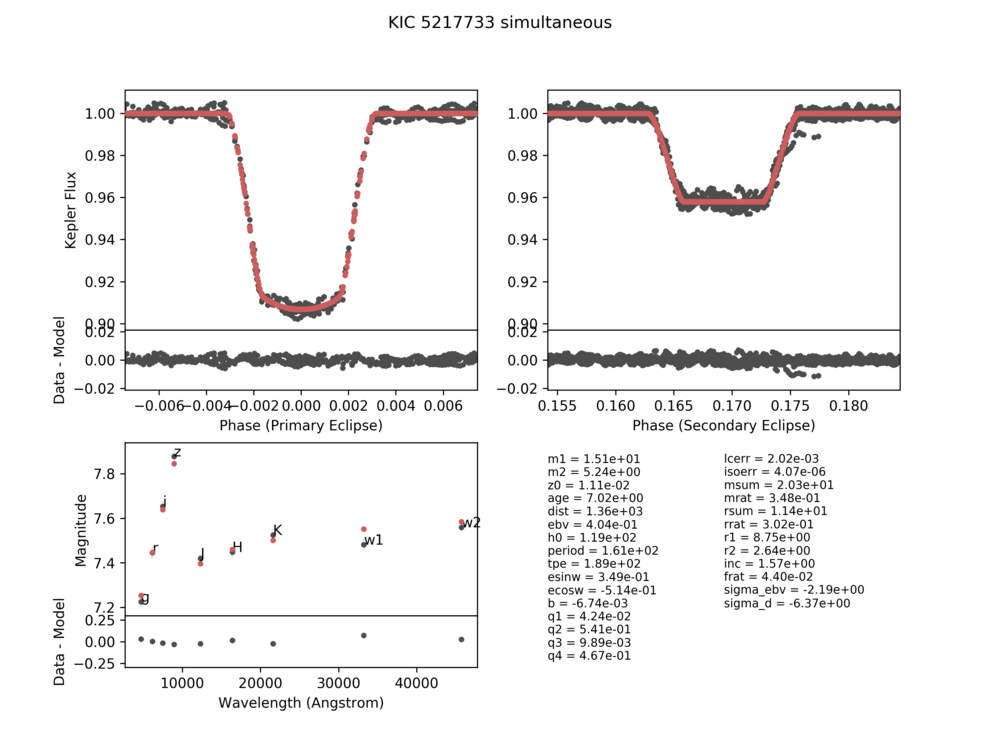 KIC 5217733 simultaneous
1.00
0.98
0.96
0.94
0.92
0.90
Kepler Flux
0.02
0.00
−0.02
Data - Model
−0.006 −0.004 −0.002 0.000 0.002 0.004 0.006
Phase (Primary Eclipse)
1.00
0.98
0.96
0.94
0.92
0.90
0.02
0.00
−0.02
0.155 0.160 0.165 0.170 0.175 0.180
Phase (Secondary Eclipse)
7.8
7.6
7.4
7.2
Magnitude
g
r
i
z
J
H
K
w1
w2
0.25
0.00
−0.25
Data - Model
10000 20000 30000 40000
Wavelength (Angstrom)
m1 = 1.51e+01
m2 = 5.24e+00
z0 = 1.11e-02
age = 7.02e+00
dist = 1.36e+03
ebv = 4.04e-01
h0 = 1.19e+02
period = 1.61e+02
tpe = 1.89e+02
esinw = 3.49e-01
ecosw = -5.14e-01
b = -6.74e-03
q1 = 4.24e-02
q2 = 5.41e-01
q3 = 9.89e-03
q4 = 4.67e-01
lcerr = 2.02e-03
isoerr = 4.07e-06
msum = 2.03e+01
mrat = 3.48e-01
rsum = 1.14e+01
rrat = 3.02e-01
r1 = 8.75e+00
r2 = 2.64e+00
inc = 1.57e+00
frat = 4.40e-02
sigma_ebv = -2.19e+00
sigma_d = -6.37e+00